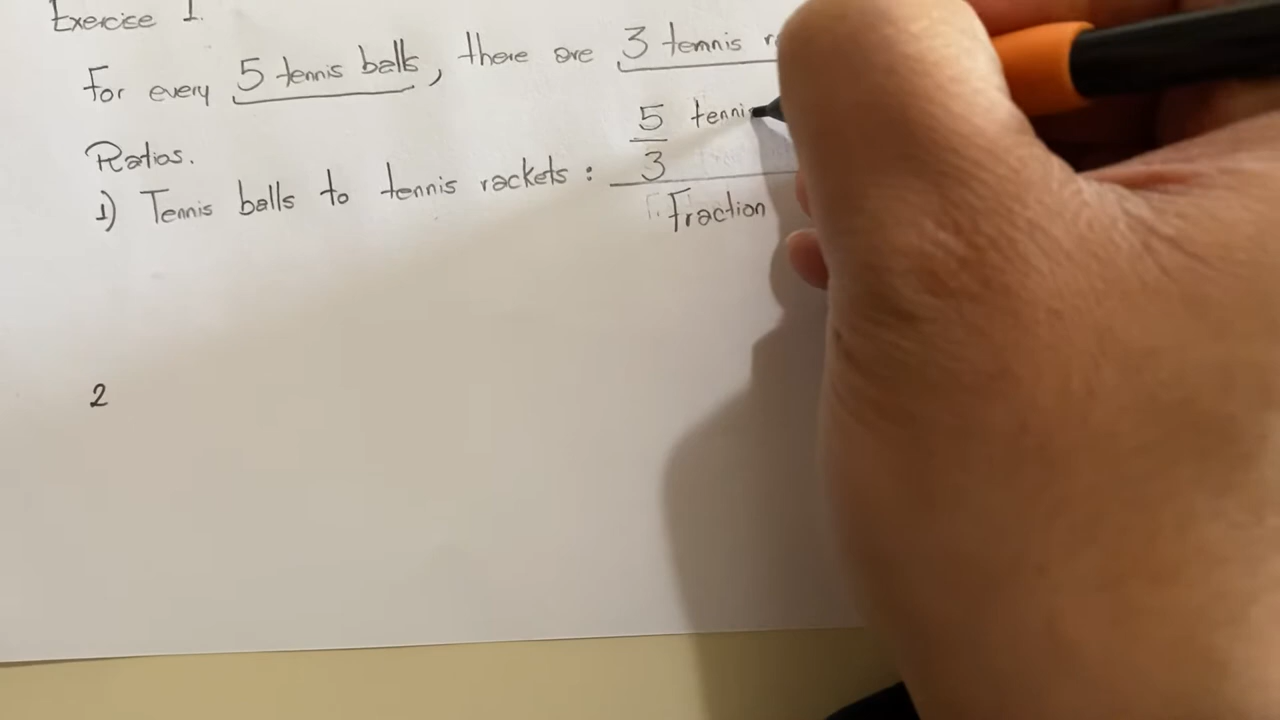 Exercise 1.
For every 5 tennis balls, there are 3 tennis
5 tennis
Ratios.
3
1) Tennis balls to tennis rackets :
Fraction
2